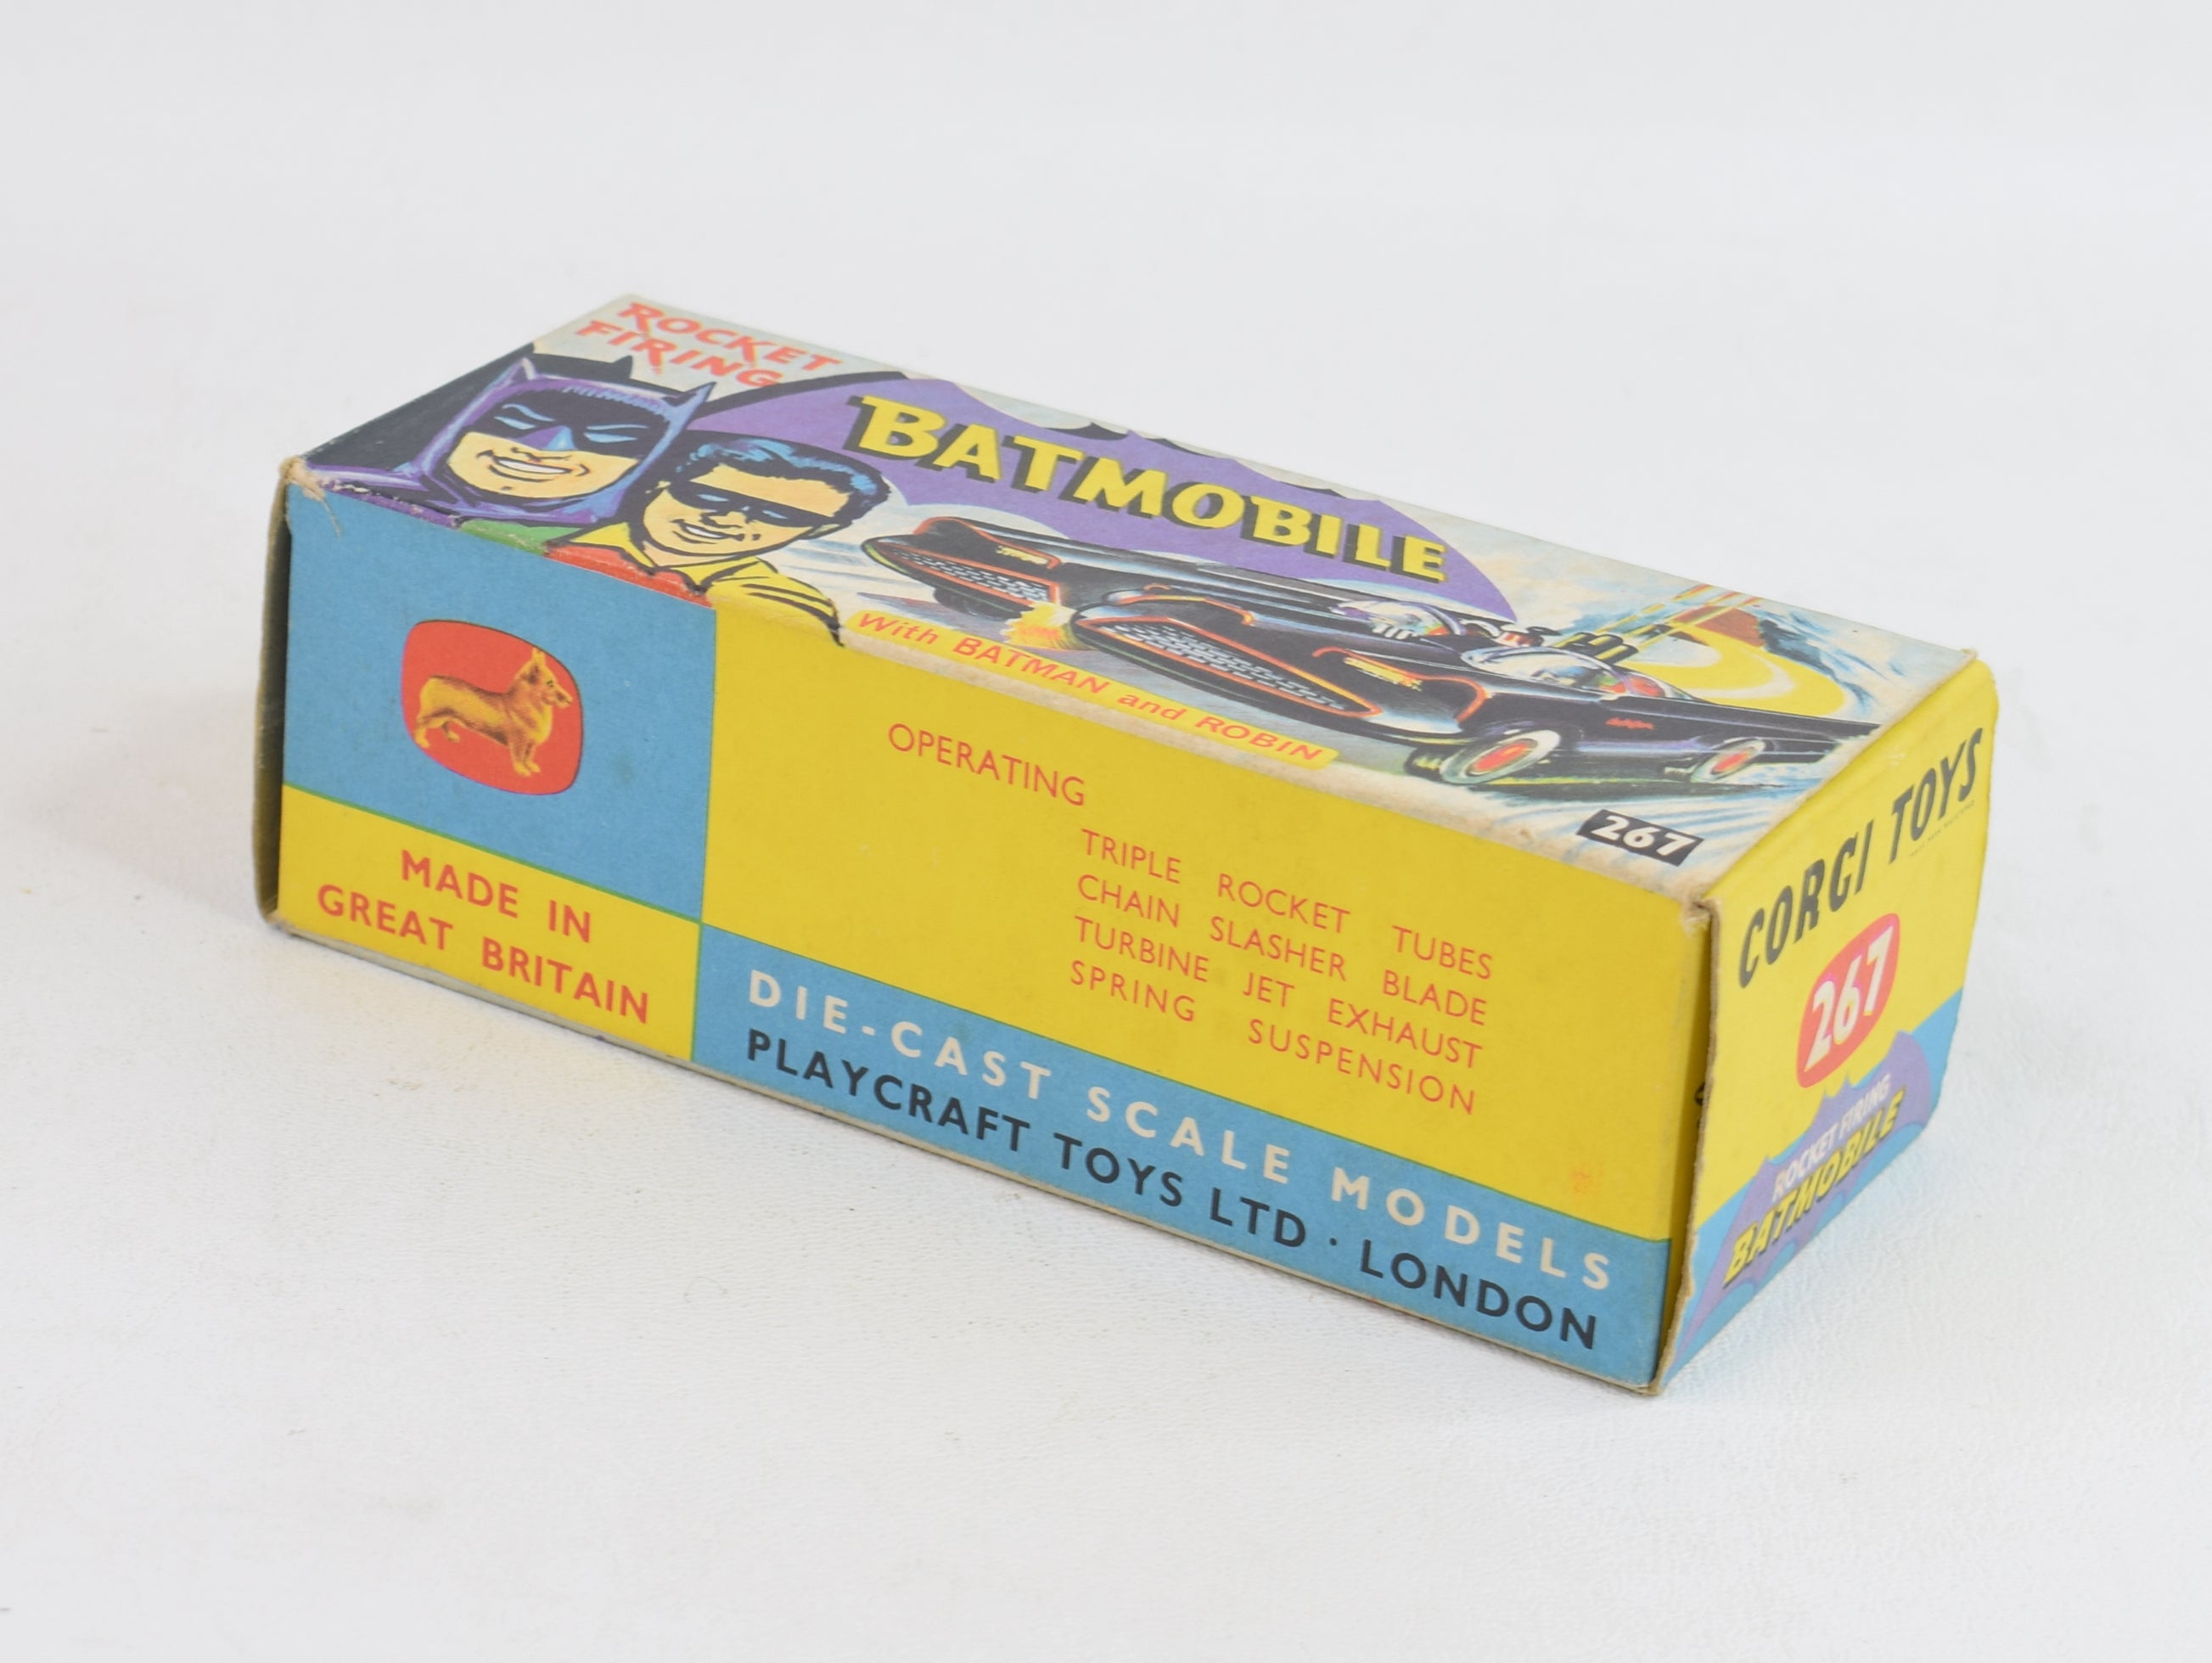 ROCKET
FIRING
BATMOBILE
With BATMAN and ROBIN
267
OPERATING
TRIPLE ROCKET TUBES
CHAIN SLASHER BLADE
TURBINE JET EXHAUST
SPRING SUSPENSION
MADE IN
GREAT BRITAIN
DIE-CAST SCALE MODELS
PLAYCRAFT TOYS LTD · LONDON
CORGI TOYS
267
ROCKET FIRING
BATMOBILE